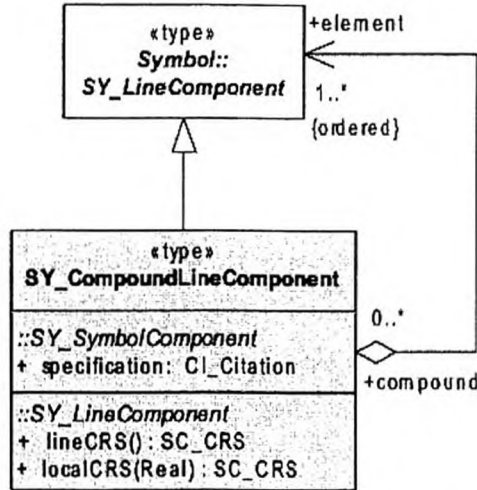 «type»
Symbol::
SY_LineComponent
+element
1..*
{ordered}
«type»
SY_CompoundLineComponent
::SY_SymbolComponent
+ specification: CI_Citation
::SY_LineComponent
+ lineCRS() : SC_CRS
+ localCRS(Real) : SC_CRS
0..*
+compound